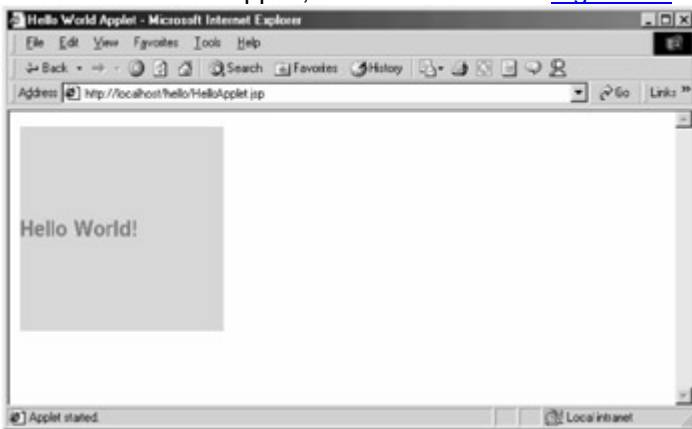 Hello World Applet - Microsoft Internet Explorer
File Edit View Favorites Tools Help
Back Search Favorites History
Address http://localhost/hello/HelloApplet.jsp Go Links »
Hello World!
Applet started. Local intranet